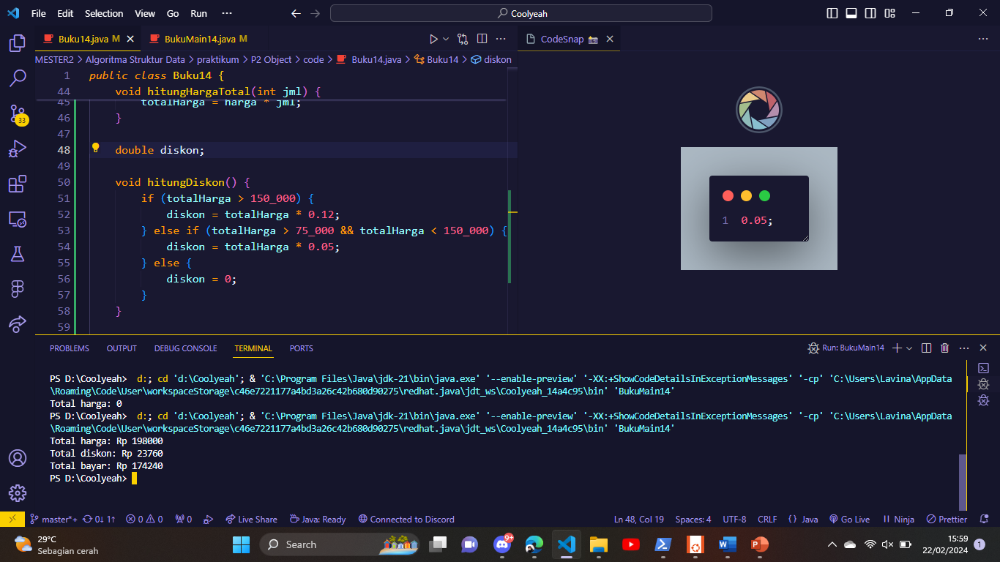 File Edit Selection View Go Run ··· Coolyeah
Buku14.java M BukuMain14.java M CodeSnap 📸
MESTER2 > Algoritma Struktur Data > praktikum > P2 Object > code > Buku14.java > Buku14 > diskon
1 public class Buku14 {
44 void hitungHargaTotal(int jml) {
45 totalHarga = harga * jml;
46 }
47
48 double diskon;
49
50 void hitungDiskon() {
51 if (totalHarga > 150_000) {
52 diskon = totalHarga * 0.12;
53 } else if (totalHarga > 75_000 && totalHarga < 150_000) {
54 diskon = totalHarga * 0.05;
55 } else {
56 diskon = 0;
57 }
58 }
59
1 0.05;
33
PROBLEMS OUTPUT DEBUG CONSOLE TERMINAL PORTS Run: BukuMain14
PS D:\Coolyeah> d:; cd 'd:\Coolyeah'; & 'C:\Program Files\Java\jdk-21\bin\java.exe' '--enable-preview' '-XX:+ShowCodeDetailsInExceptionMessages' '-cp' 'C:\Users\Lavina\AppData
\Roaming\Code\User\workspaceStorage\c46e7221177a4bd3a26c42b680d90275\redhat.java\jdt_ws\Coolyeah_14a4c95\bin' 'BukuMain14'
Total harga: 0
PS D:\Coolyeah> d:; cd 'd:\Coolyeah'; & 'C:\Program Files\Java\jdk-21\bin\java.exe' '--enable-preview' '-XX:+ShowCodeDetailsInExceptionMessages' '-cp' 'C:\Users\Lavina\AppData
\Roaming\Code\User\workspaceStorage\c46e7221177a4bd3a26c42b680d90275\redhat.java\jdt_ws\Coolyeah_14a4c95\bin' 'BukuMain14'
Total harga: Rp 198000
Total diskon: Rp 23760
Total bayar: Rp 174240
PS D:\Coolyeah>
master*+ 0↓ 1↑ 0 0 0 Live Share Java: Ready Connected to Discord Ln 48, Col 19 Spaces: 4 UTF-8 CRLF {} Java Go Live Ninja Prettier
29°C
Sebagian cerah
Search
9+
15:59
22/02/2024
1